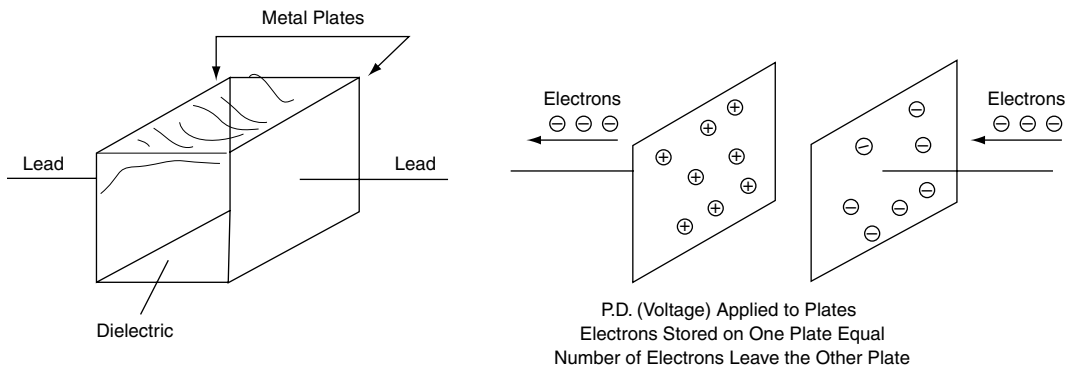 Metal Plates
Lead
Lead
Dielectric
Electrons
Electrons
P.D. (Voltage) Applied to Plates
Electrons Stored on One Plate Equal
Number of Electrons Leave the Other Plate